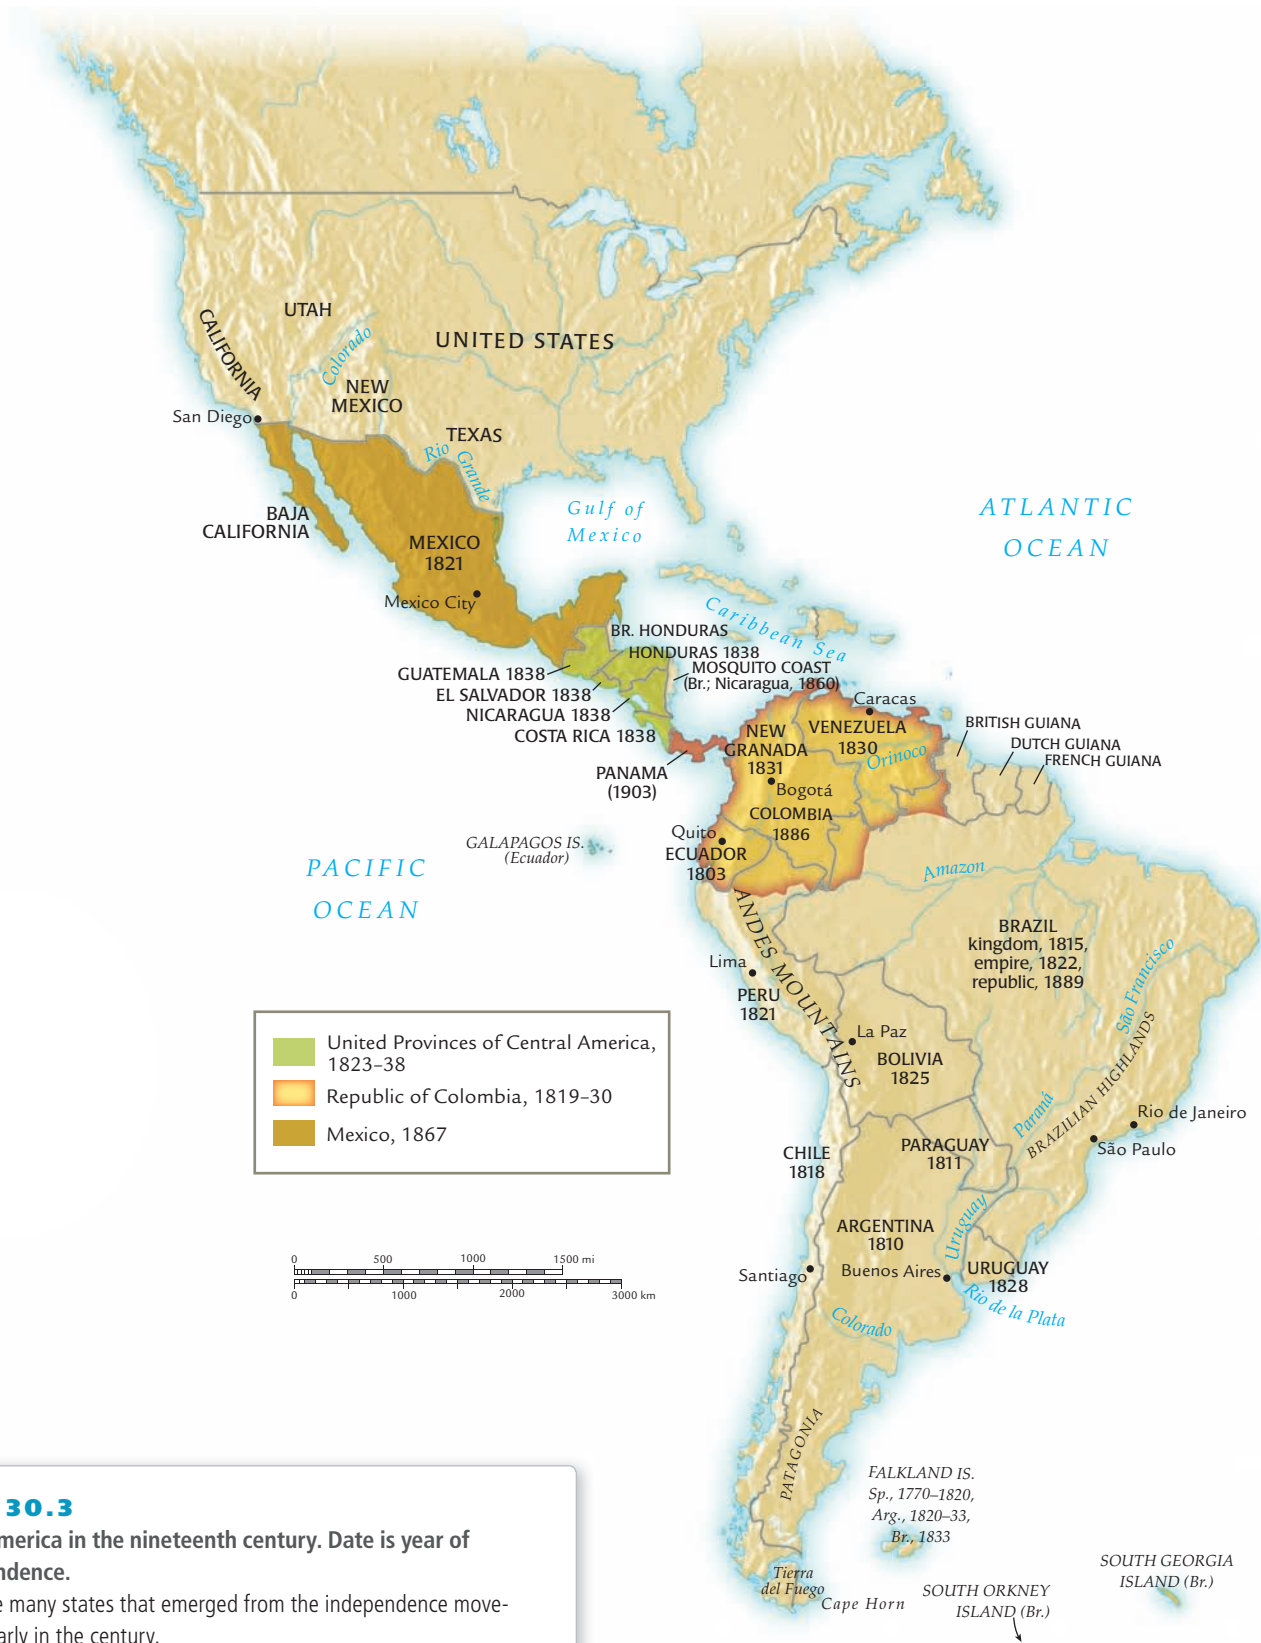 UTAH
CALIFORNIA
Colorado
UNITED STATES
NEW
MEXICO
San Diego
TEXAS
Rio
Grande
BAJA
CALIFORNIA
Gulf of
Mexico
ATLANTIC
OCEAN
MEXICO
1821
Mexico City
Caribbean Sea
BR. HONDURAS
HONDURAS 1838
MOSQUITO COAST
(Br.; Nicaragua, 1860)
GUATEMALA 1838
EL SALVADOR 1838
NICARAGUA 1838
COSTA RICA 1838
PANAMA
(1903)
Caracas
VENEZUELA
1830
Orinoco
NEW
GRANADA
1831
Bogotá
COLOMBIA
1886
BRITISH GUIANA
DUTCH GUIANA
FRENCH GUIANA
Quito
ECUADOR
1803
GALAPAGOS IS.
(Ecuador)
PACIFIC
OCEAN
Amazon
ANDES MOUNTAINS
BRAZIL
kingdom, 1815,
empire, 1822,
republic, 1889
São Francisco
Lima
PERU
1821
La Paz
BOLIVIA
1825
BRAZILIAN HIGHLANDS
Paraná
Rio de Janeiro
São Paulo
United Provinces of Central America,
1823–38
Republic of Colombia, 1819–30
Mexico, 1867
CHILE
1818
PARAGUAY
1811
ARGENTINA
1810
Uruguay
0 500 1000 1500 mi
0 1000 2000 3000 km
Santiago
Buenos Aires
URUGUAY
1828
Rio de la Plata
Colorado
PATAGONIA
FALKLAND IS.
Sp., 1770–1820,
Arg., 1820–33,
Br., 1833
Tierra
del Fuego
Cape Horn
SOUTH ORKNEY
ISLAND (Br.)
SOUTH GEORGIA
ISLAND (Br.)
30.3
merica in the nineteenth century. Date is year of
ndence.
e many states that emerged from the independence move-
arly in the century.